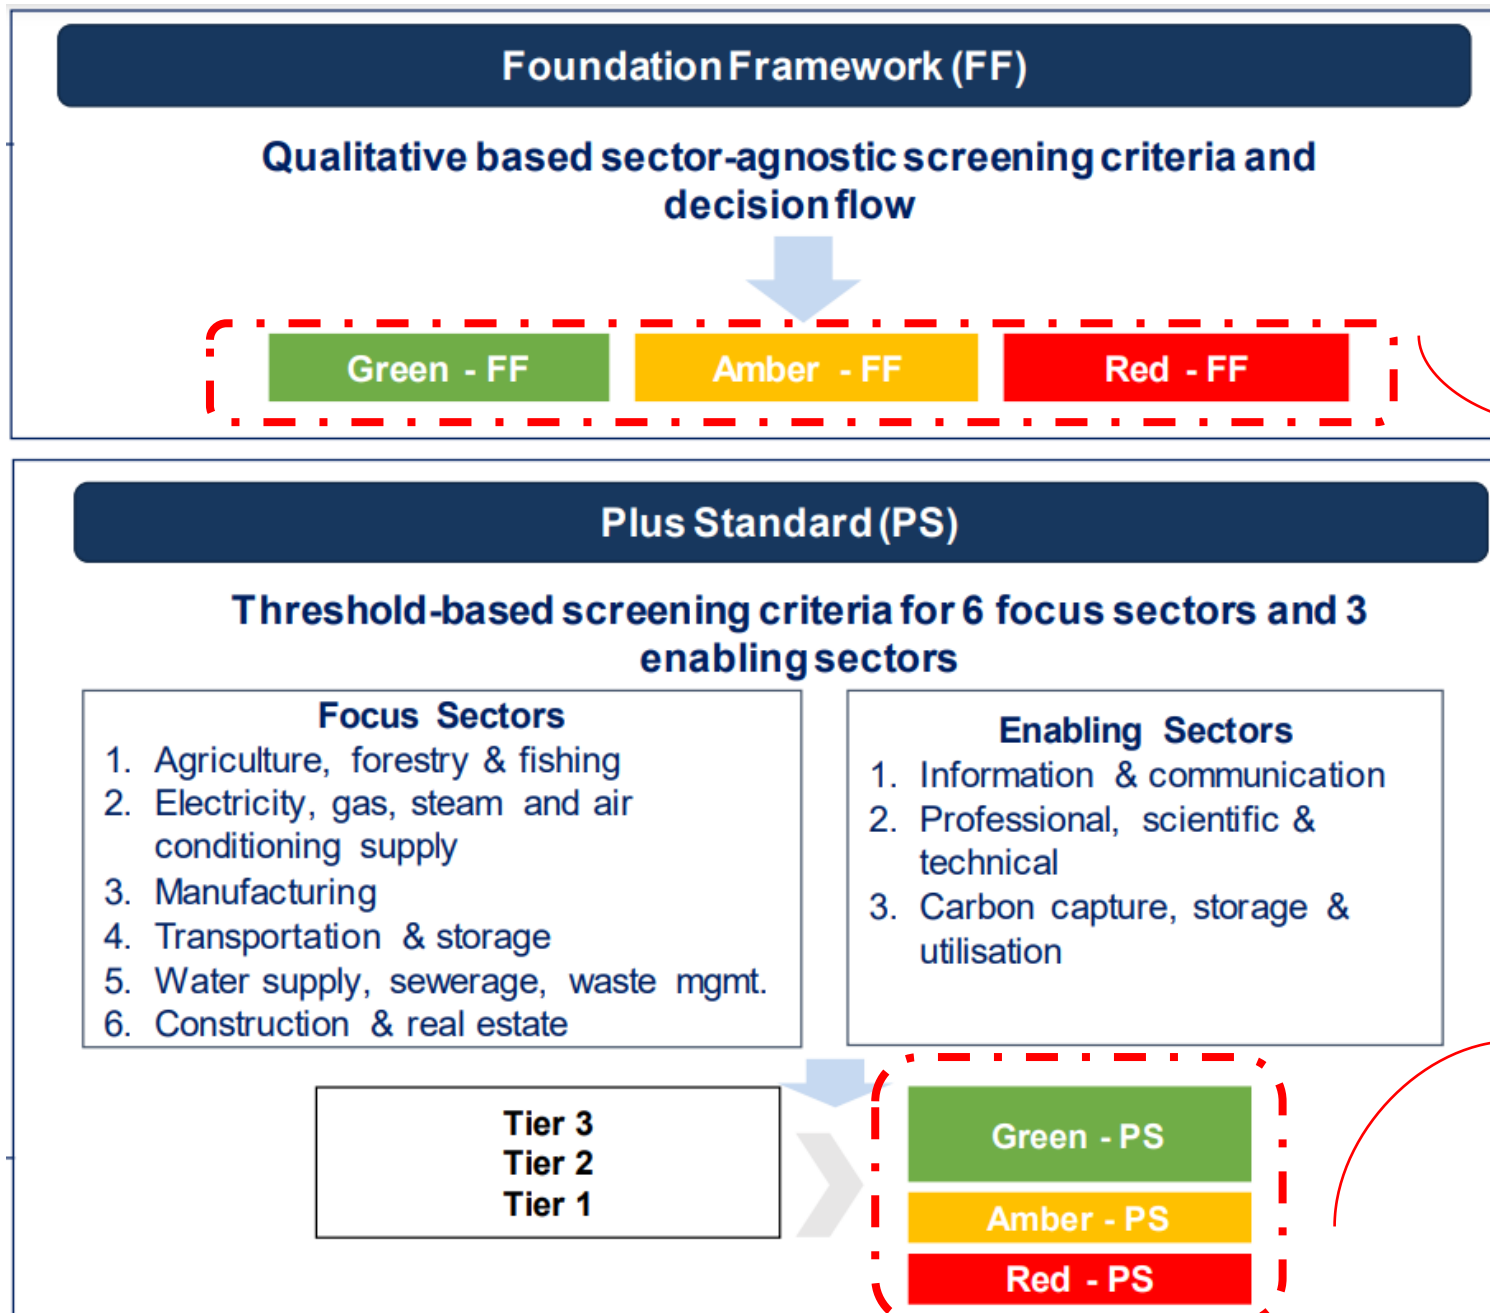 Foundation Framework (FF)
Qualitative based sector-agnostic screening criteria and
decision flow
Green - FF
Amber - FF
Red - FF
Plus Standard (PS)
Threshold-based screening criteria for 6 focus sectors and 3
enabling sectors
Focus Sectors
1. Agriculture, forestry & fishing
2. Electricity, gas, steam and air
conditioning supply
3. Manufacturing
4. Transportation & storage
5. Water supply, sewerage, waste mgmt.
6. Construction & real estate
Enabling Sectors
1. Information & communication
2. Professional, scientific &
technical
3. Carbon capture, storage &
utilisation
Tier 3
Tier 2
Tier 1
Green - PS
Amber - PS
Red - PS